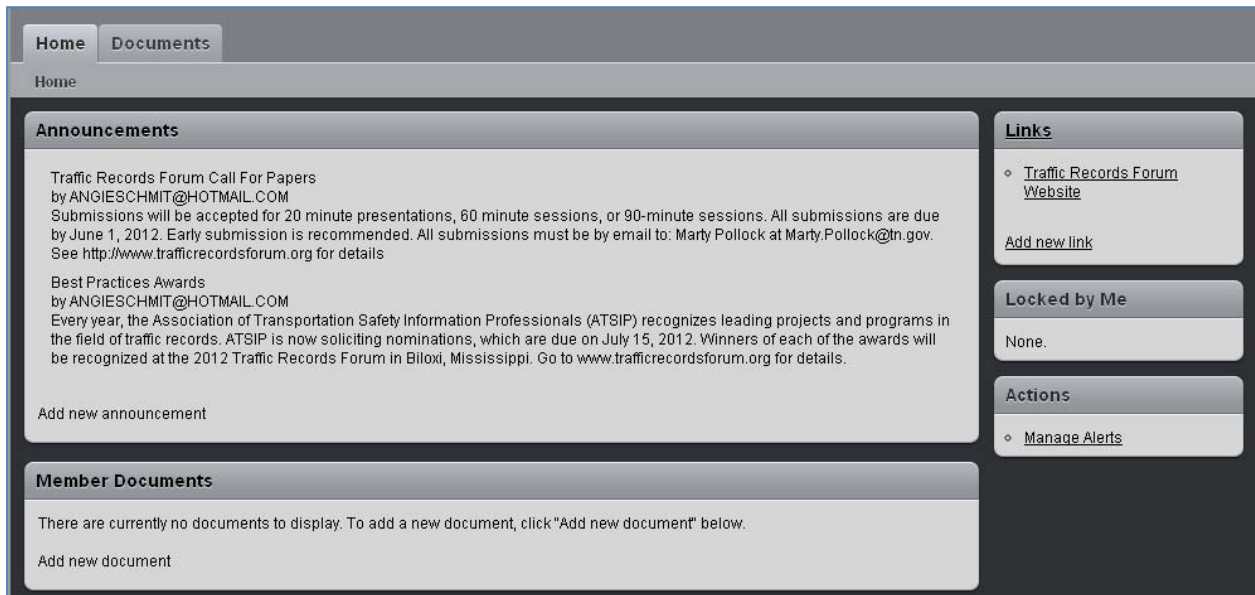 Home Documents
Home
Announcements
Traffic Records Forum Call For Papers
by ANGIESCHMIT@HOTMAIL.COM
Submissions will be accepted for 20 minute presentations, 60 minute sessions, or 90-minute sessions. All submissions are due
by June 1, 2012. Early submission is recommended. All submissions must be by email to: Marty Pollock at Marty.Pollock@tn.gov.
See http://www.trafficrecordsforum.org for details
Best Practices Awards
by ANGIESCHMIT@HOTMAIL.COM
Every year, the Association of Transportation Safety Information Professionals (ATSIP) recognizes leading projects and programs in
the field of traffic records. ATSIP is now soliciting nominations, which are due on July 15, 2012. Winners of each of the awards will
be recognized at the 2012 Traffic Records Forum in Biloxi, Mississippi. Go to www.trafficrecordsforum.org for details.
Add new announcement
Member Documents
There are currently no documents to display. To add a new document, click "Add new document" below.
Add new document
Links
Traffic Records Forum
Website
Add new link
Locked by Me
None.
Actions
Manage Alerts